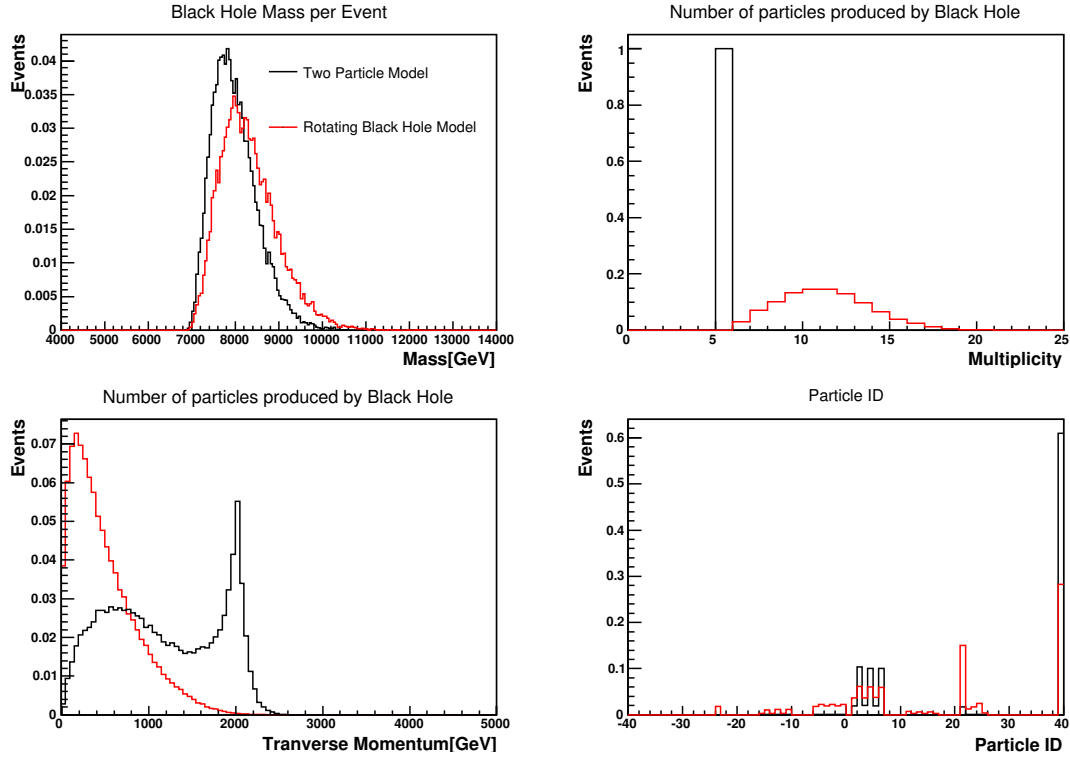 Black Hole Mass per Event
Events
0.04
0.035
0.03
0.025
0.02
0.015
0.01
0.005
0
4000 5000 6000 7000 8000 9000 10000 11000 12000 13000 14000
Mass[GeV]
Two Particle Model
Rotating Black Hole Model
Number of particles produced by Black Hole
Events
1
0.8
0.6
0.4
0.2
0
0 5 10 15 20 25
Multiplicity
Number of particles produced by Black Hole
Events
0.07
0.06
0.05
0.04
0.03
0.02
0.01
0
0 1000 2000 3000 4000 5000
Tranverse Momentum[GeV]
Particle ID
Events
0.6
0.5
0.4
0.3
0.2
0.1
0
-40 -30 -20 -10 0 10 20 30 40
Particle ID